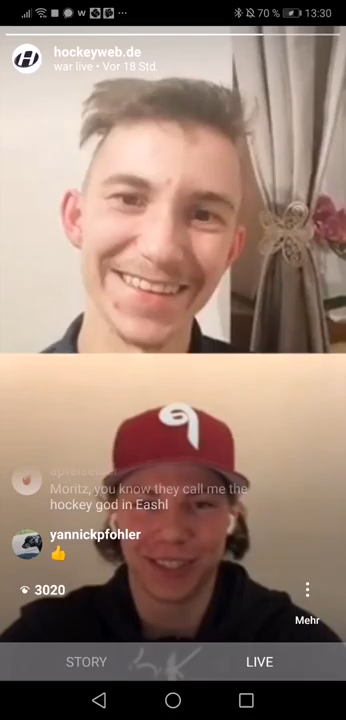 70 % 13:30
hockeyweb.de
war live • Vor 18 Std.
Moritz, you know they call me the
hockey god in Eashl
yannickpfohler
👍
3020
Mehr
STORY
LIVE